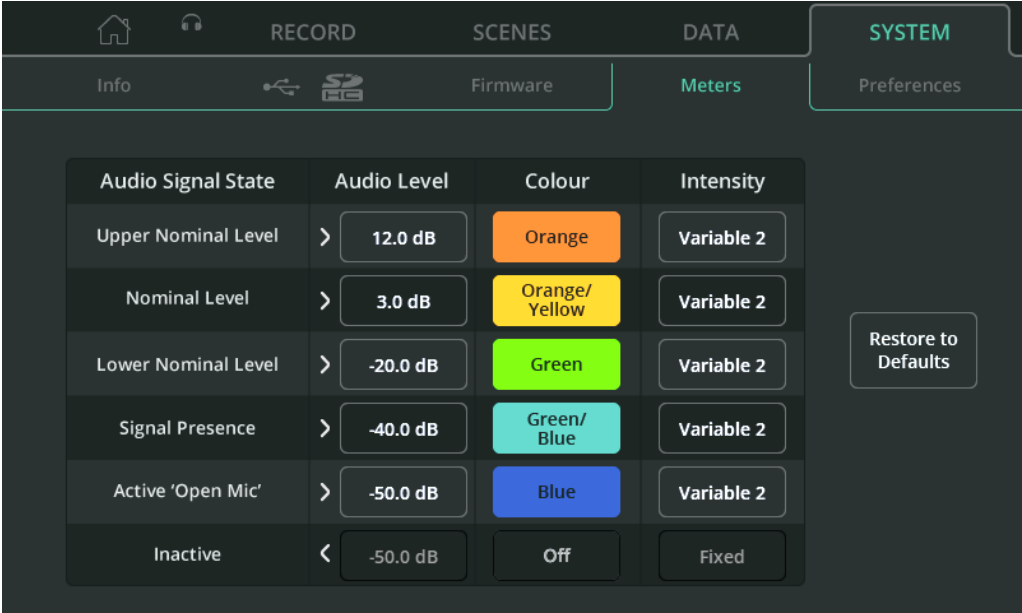 RECORD SCENES DATA SYSTEM
Info SD HC Firmware Meters Preferences
Audio Signal State Audio Level Colour Intensity
Upper Nominal Level > 12.0 dB Orange Variable 2
Nominal Level > 3.0 dB Orange/
Yellow Variable 2
Lower Nominal Level > -20.0 dB Green Variable 2
Signal Presence > -40.0 dB Green/
Blue Variable 2
Active ‘Open Mic’ > -50.0 dB Blue Variable 2
Inactive < -50.0 dB Off Fixed
Restore to
Defaults